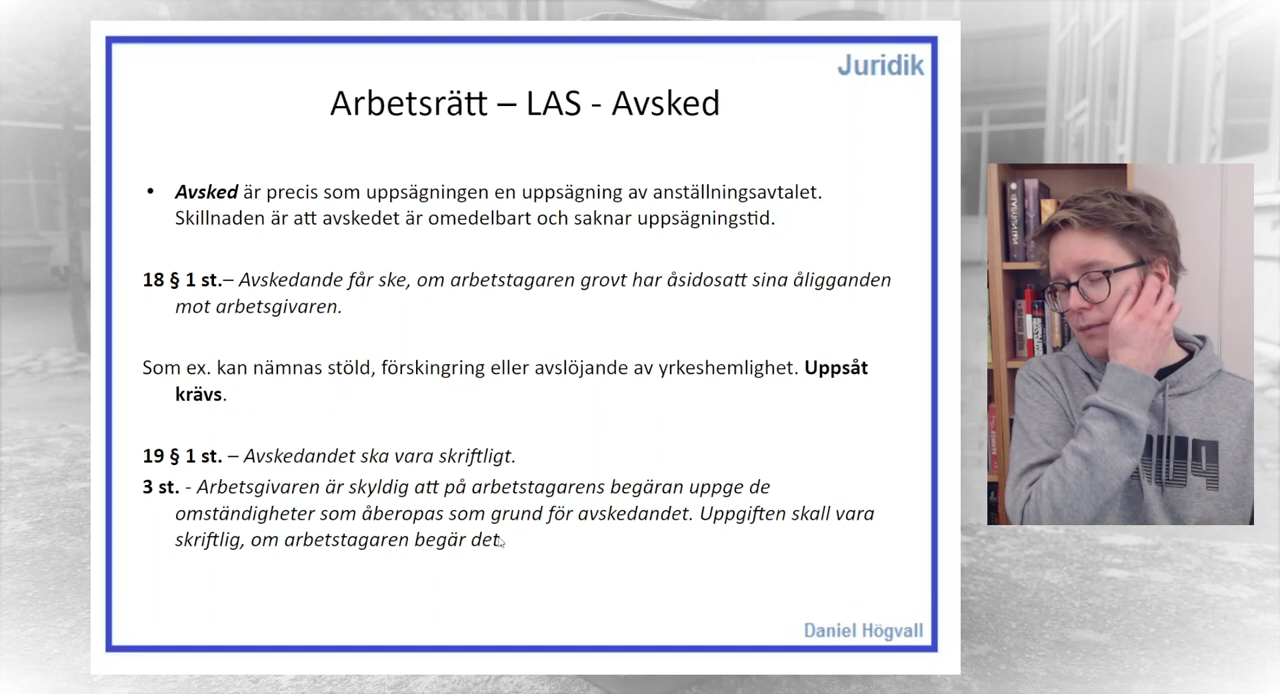 Juridik
Arbetsrätt – LAS - Avsked
• Avsked är precis som uppsägningen en uppsägning av anställningsavtalet.
Skillnaden är att avskedet är omedelbart och saknar uppsägningstid.
18 § 1 st.– Avskedande får ske, om arbetstagaren grovt har åsidosatt sina åligganden
mot arbetsgivaren.
Som ex. kan nämnas stöld, förskingring eller avslöjande av yrkeshemlighet. Uppsåt
krävs.
19 § 1 st. – Avskedandet ska vara skriftligt.
3 st. - Arbetsgivaren är skyldig att på arbetstagarens begäran uppge de
omständigheter som åberopas som grund för avskedandet. Uppgiften skall vara
skriftlig, om arbetstagaren begär det.
Daniel Högvall